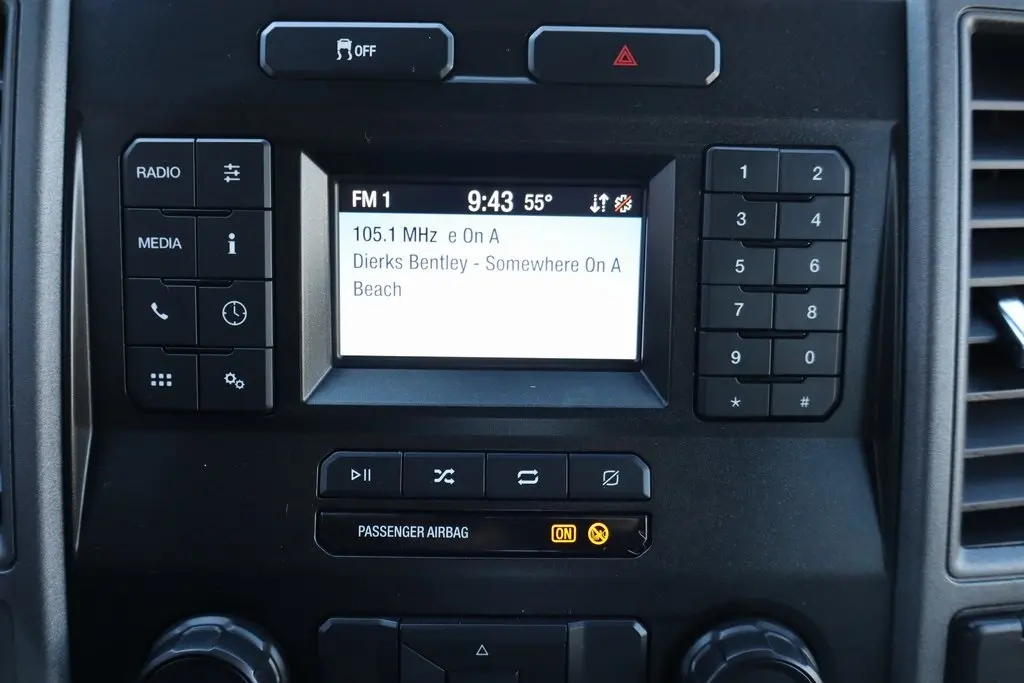 OFF
RADIO
MEDIA
i
FM 1 9:43 55°
105.1 MHz e On A
Dierks Bentley - Somewhere On A
Beach
1 2
3 4
5 6
7 8
9 0
* #
PASSENGER AIRBAG ON